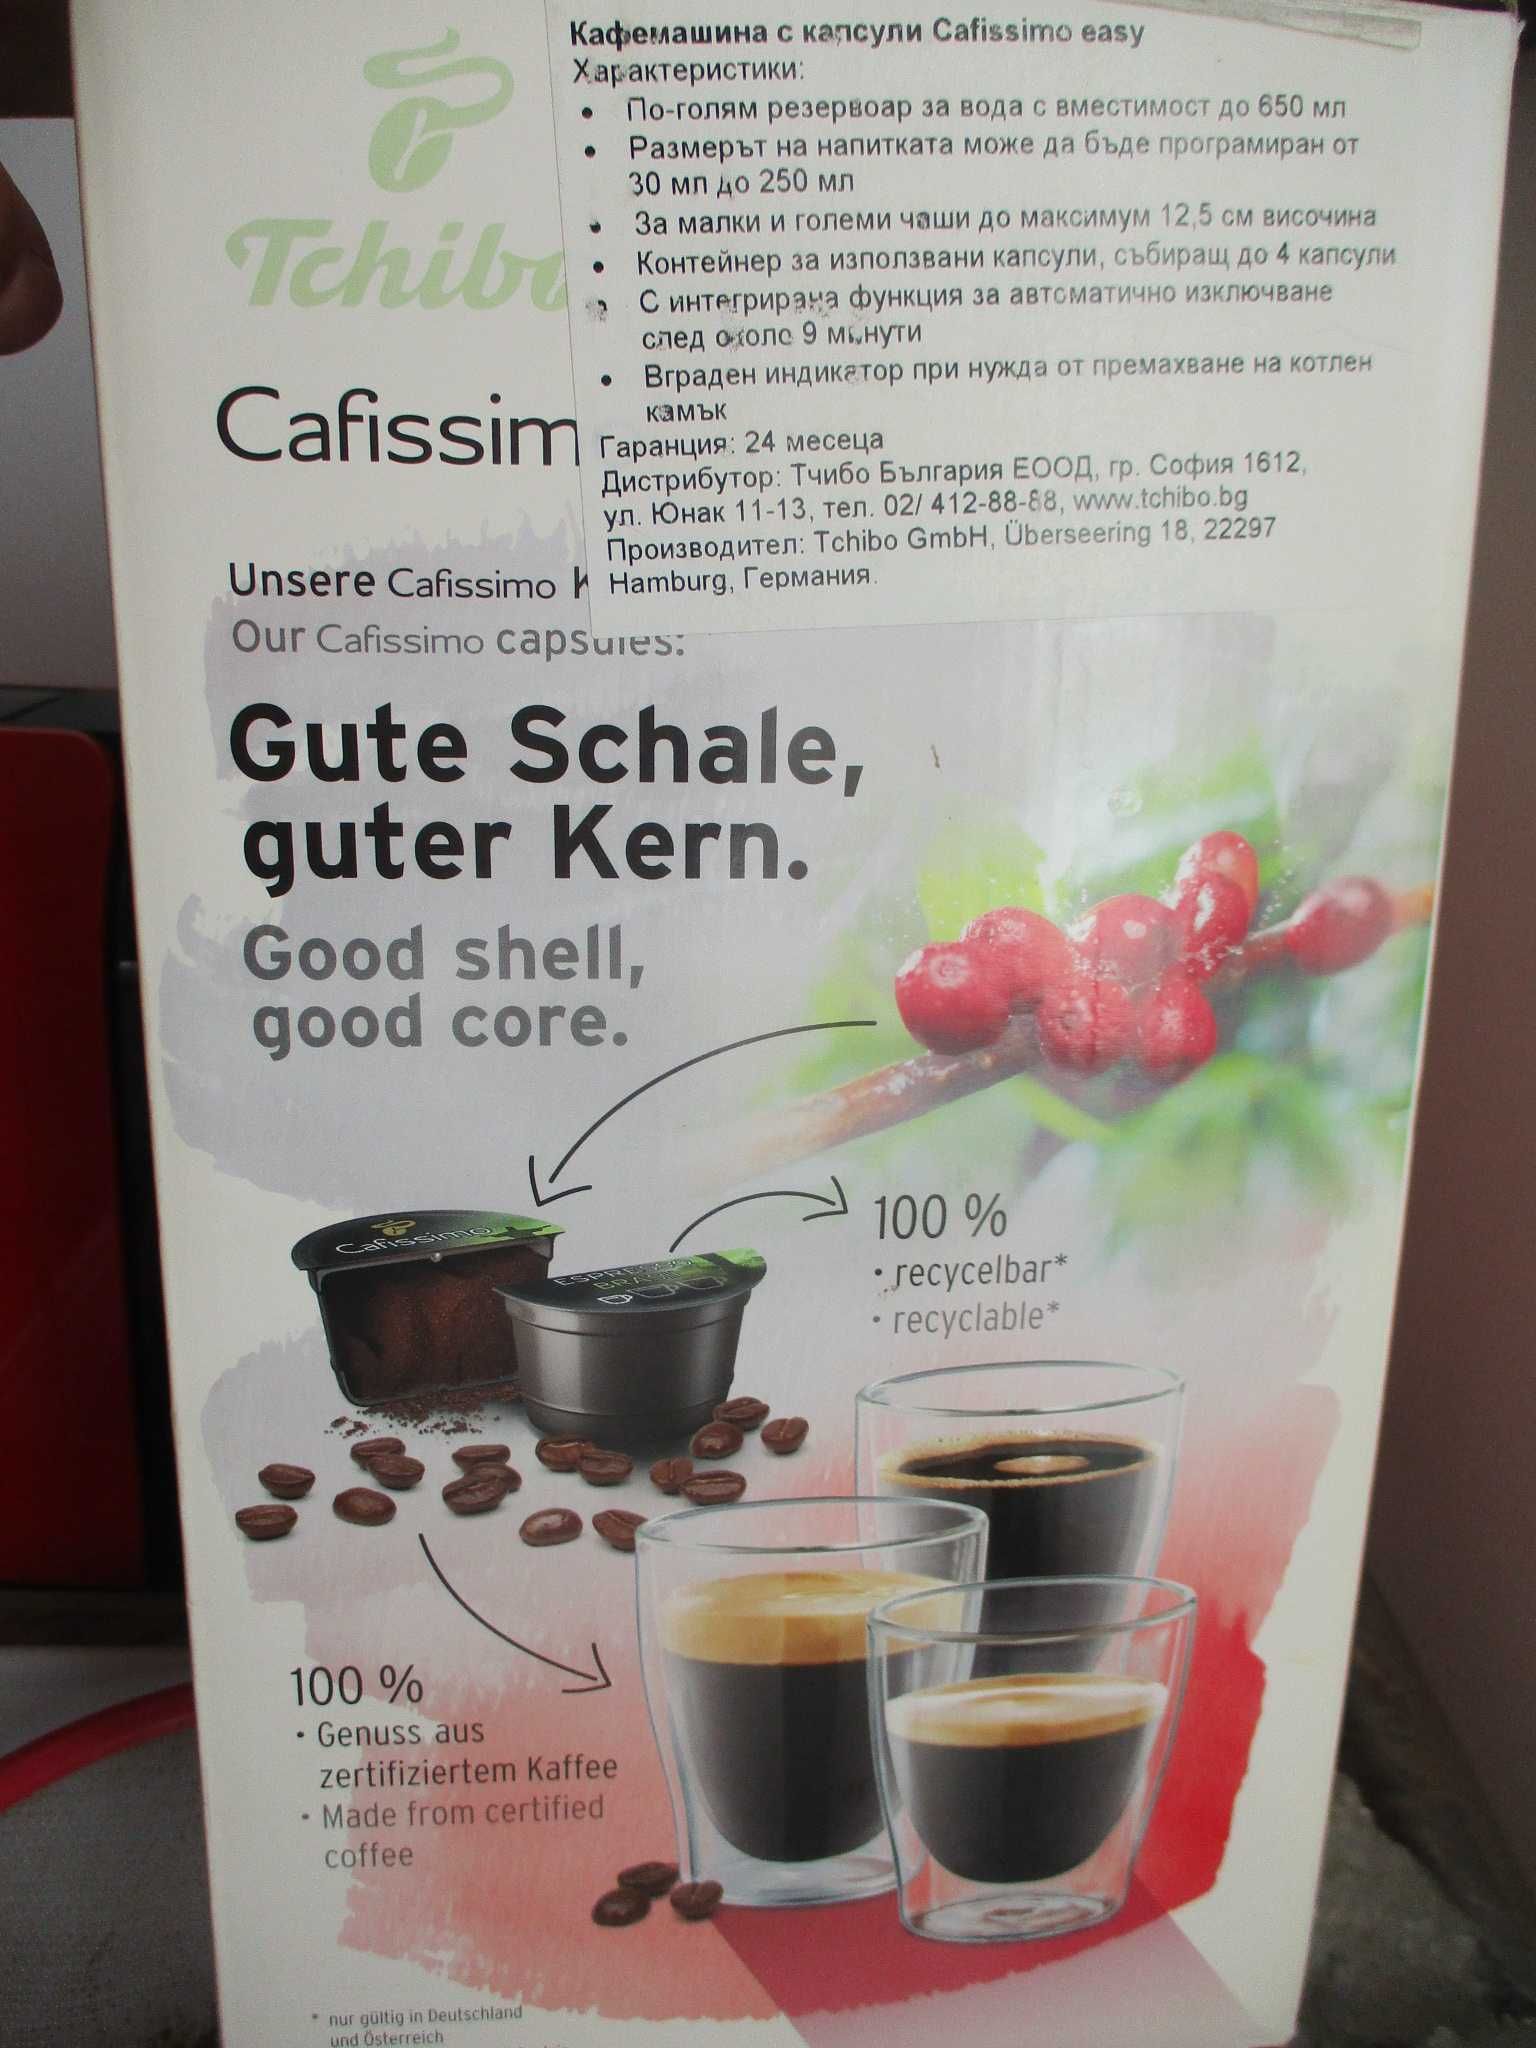 Кафемашина с капсули Cafissimo easy
Характеристики:
• По-голям резервоар за вода с вместимост до 650 мл
• Размерът на напитката може да бъде програмиран от
30 мл до 250 мл
• За малки и големи чаши до максимум 12,5 см височина
• Контейнер за използвани капсули, събиращ до 4 капсули
• С интегрирана функция за автоматично изключване
след около 9 минути
• Вграден индикатор при нужда от премахване на котлен
камък
Гаранция: 24 месеца
Дистрибутор: Тчибо България ЕООД, гр. София 1612,
ул. Юнак 11-13, тел. 02/ 412-88-88, www.tchibo.bg
Производител: Tchibo GmbH, Überseering 18, 22297
Hamburg, Германия.
Tchibo
Cafissim
Unsere Cafissimo K
Our Cafissimo capsules:
Gute Schale,
guter Kern.
Good shell,
good core.
Cafissimo
ESPRESSO
BRA
100 %
• recycelbar*
• recyclable*
100 %
• Genuss aus
zertifiziertem Kaffee
• Made from certified
coffee
* nur gültig in Deutschland
und Österreich